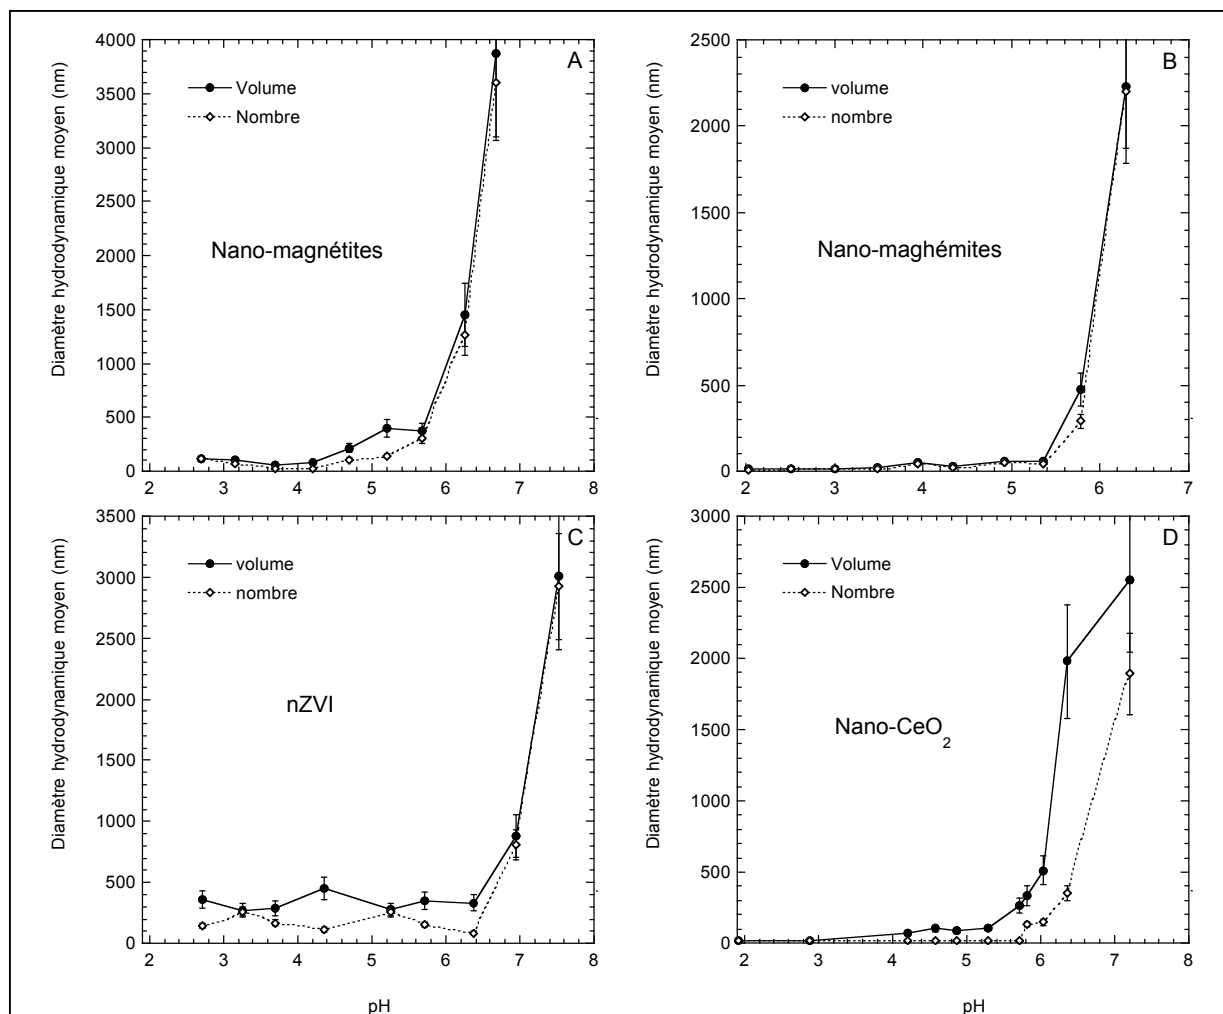 A
Volume
Nombre
Nano-magnétites
Diamètre hydrodynamique moyen (nm)
4000
3500
3000
2500
2000
1500
1000
500
0
2 3 4 5 6 7 8
B
volume
nombre
Nano-maghémites
Diamètre hydrodynamique moyen (nm)
2500
2000
1500
1000
500
0
2 3 4 5 6 7
C
volume
nombre
nZVI
Diamètre hydrodynamique moyen (nm)
3500
3000
2500
2000
1500
1000
500
0
2 3 4 5 6 7 8
pH
D
Volume
Nombre
Nano-CeO₂
Diamètre hydrodynamique moyen (nm)
3000
2500
2000
1500
1000
500
0
2 3 4 5 6 7 8
pH